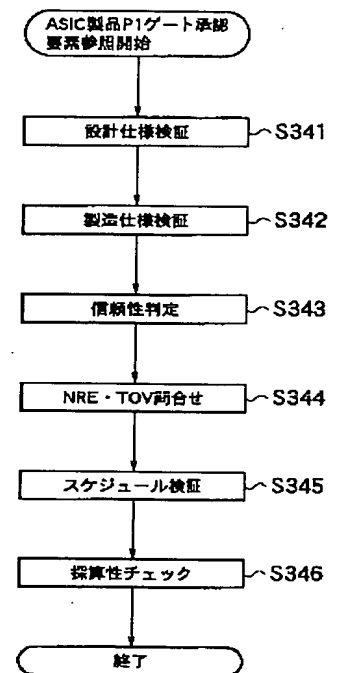 ASIC製品P1ゲート承認
要素参照開始
設計仕様検証
S341
製造仕様検証
S342
信頼性判定
S343
NRE・TOV問合せ
S344
スケジュール検証
S345
採算性チェック
S346
終了